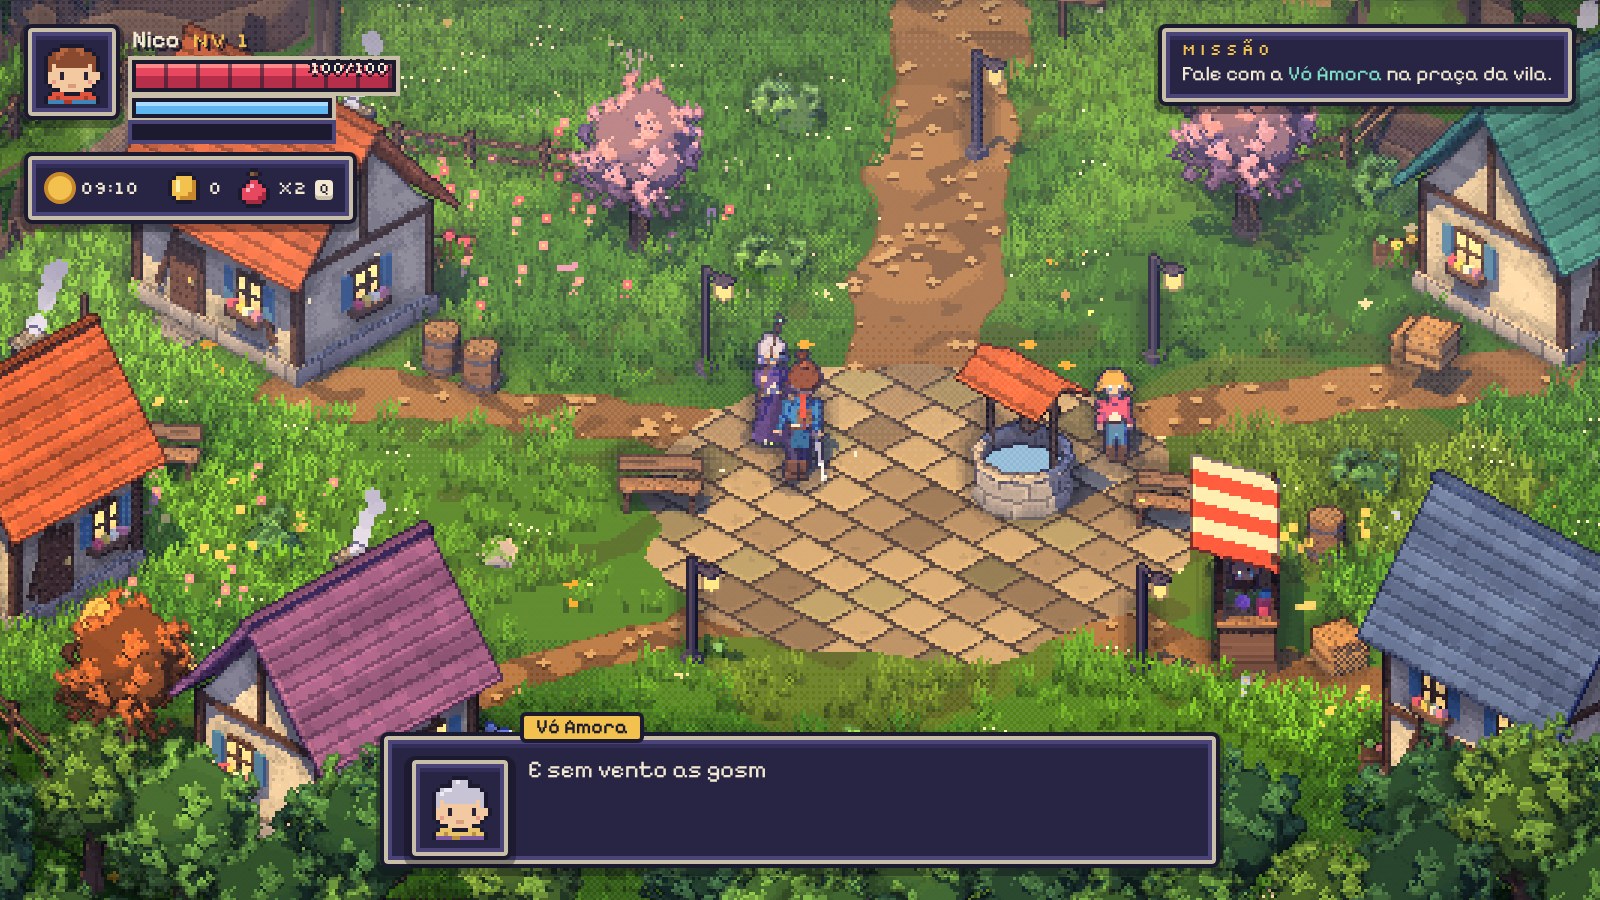 Nico NV 1
100/100
09:10 0 X2 Q
MISSÃO
Fale com a Vó Amora na praça da vila.
Vó Amora
E sem vento as gosm